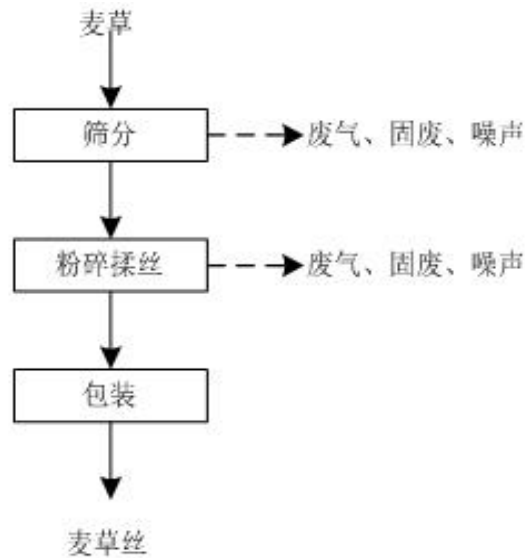 麦草
筛分
废气、固废、噪声
粉碎揉丝
废气、固废、噪声
包装
麦草丝